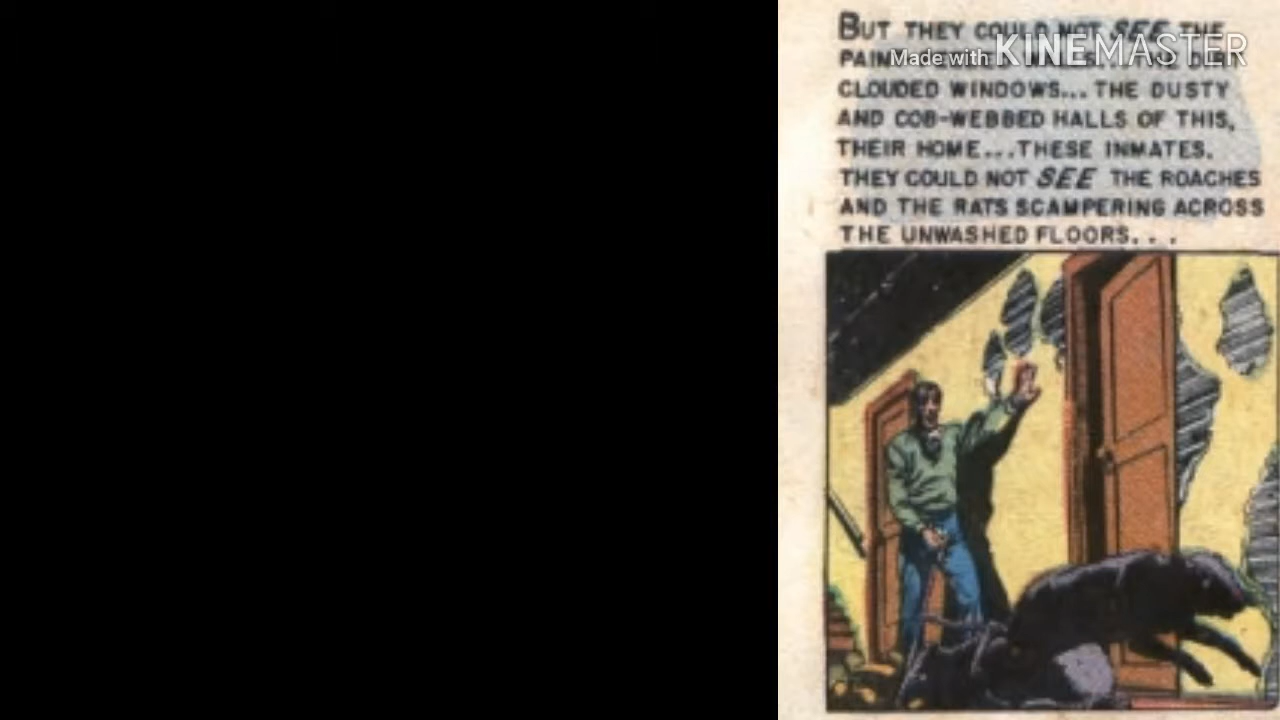 BUT THEY COULD NOT SEE THE
Made with KINEMASTER
CLOUDED WINDOWS... THE DUSTY
AND COB-WEBBED HALLS OF THIS,
THEIR HOME...THESE INMATES.
THEY COULD NOT SEE THE ROACHES
AND THE RATS SCAMPERING ACROSS
THE UNWASHED FLOORS. . .